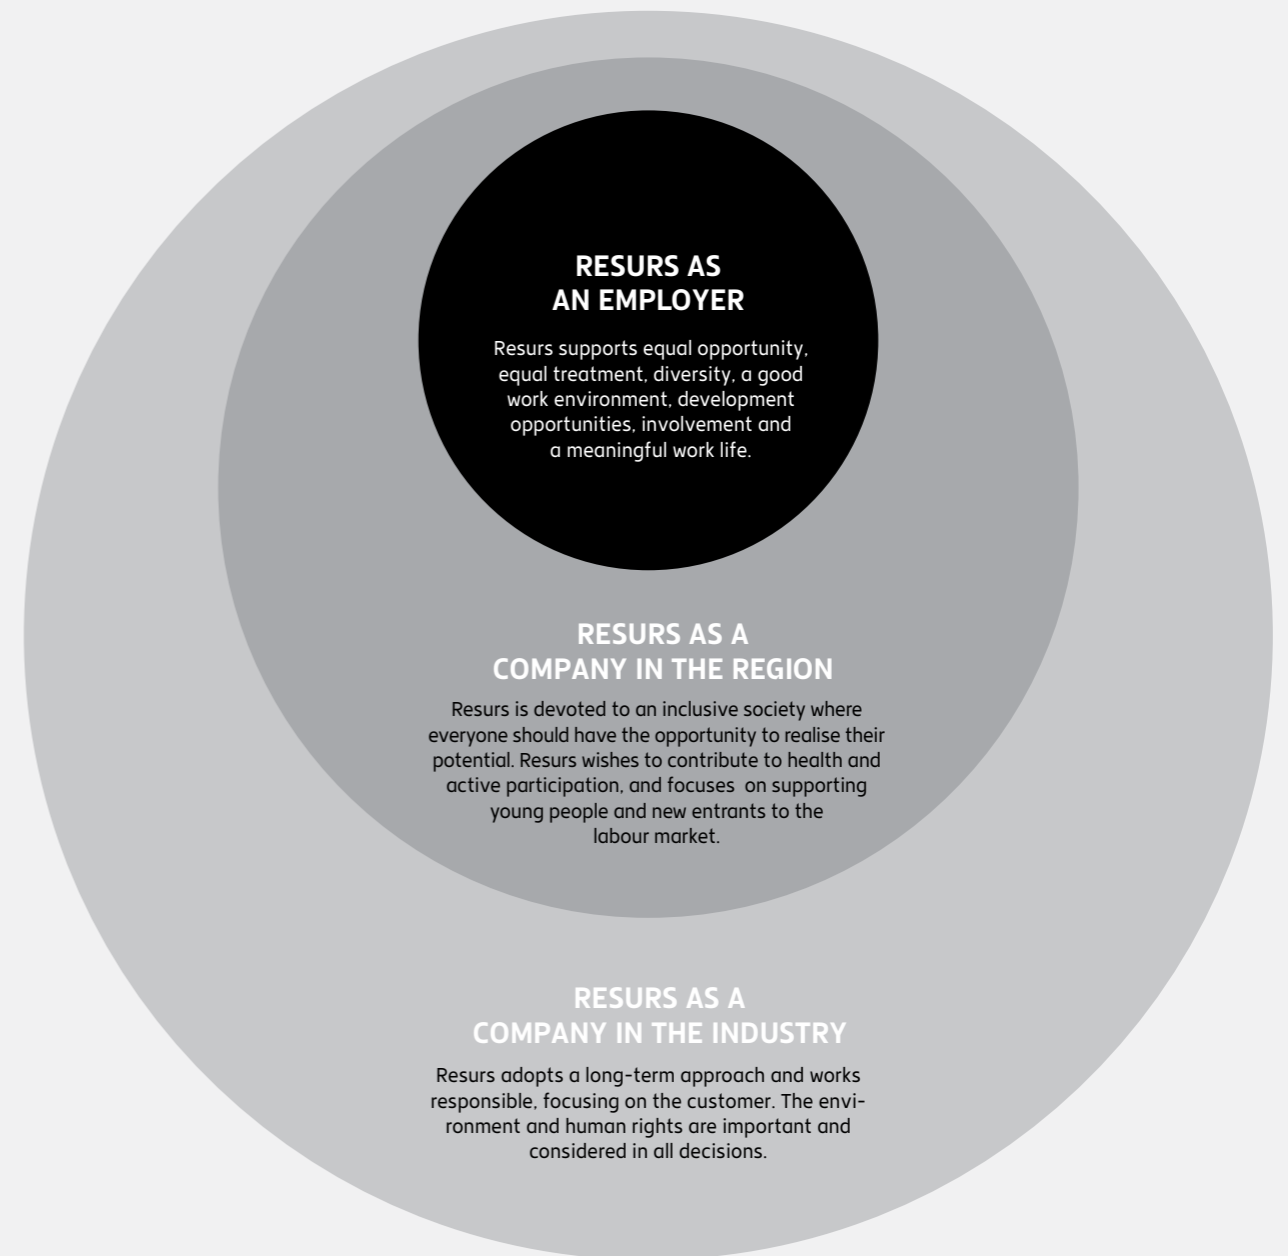 RESURS AS
AN EMPLOYER
Resurs supports equal opportunity,
equal treatment, diversity, a good
work environment, development
opportunities, involvement and
a meaningful work life.
RESURS AS A
COMPANY IN THE REGION
Resurs is devoted to an inclusive society where
everyone should have the opportunity to realise their
potential. Resurs wishes to contribute to health and
active participation, and focuses  on supporting
young people and new entrants to the
labour market.
RESURS AS A
COMPANY IN THE INDUSTRY
Resurs adopts a long-term approach and works
responsible, focusing on the customer. The envi-
ronment and human rights are important and
considered in all decisions.